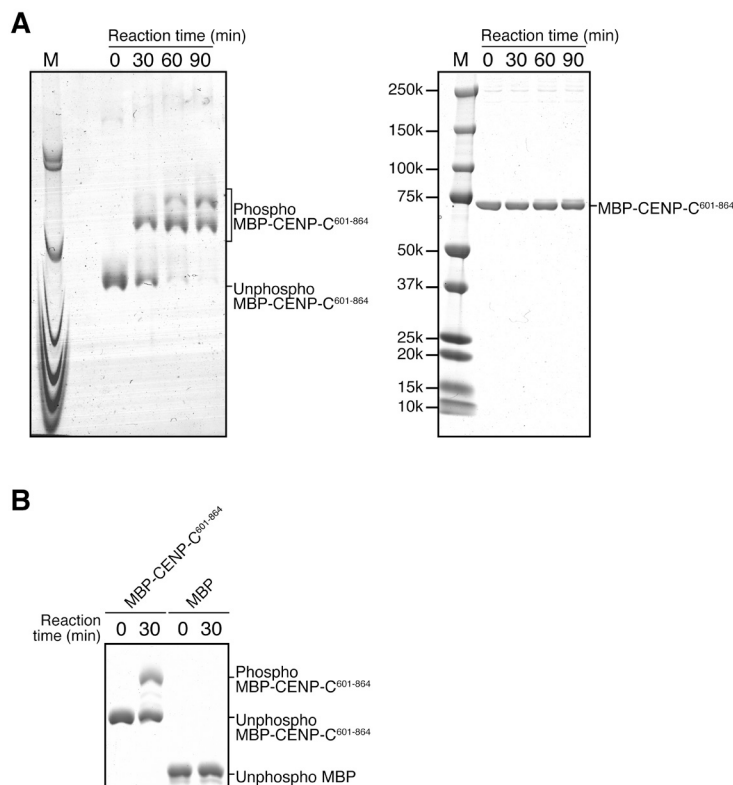 A
Reaction time (min)
M 0 30 60 90
Phospho
MBP-CENP-C601-864
Unphospho
MBP-CENP-C601-864
Reaction time (min)
M 0 30 60 90
250k
150k
100k
75k
MBP-CENP-C601-864
50k
37k
25k
20k
15k
10k
B
MBP-CENP-C601-864
MBP
Reaction
time (min)
0 30 0 30
Phospho
MBP-CENP-C601-864
Unphospho
MBP-CENP-C601-864
Unphospho MBP